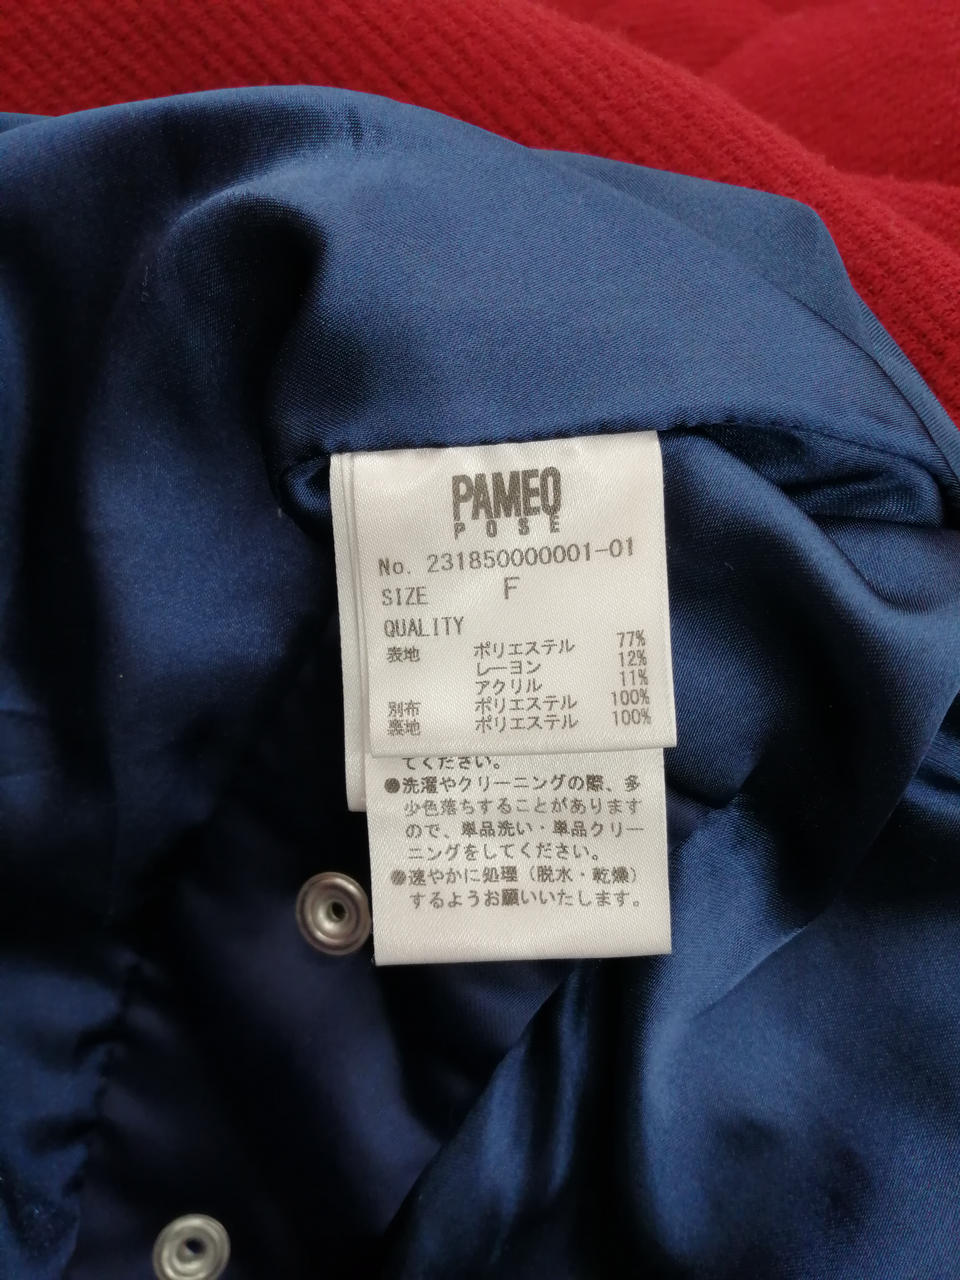 PAMEO
POSE
No. 231850000001-01
SIZE F
QUALITY
表地 ポリエステル 77%
レーヨン 12%
アクリル 11%
別布 ポリエステル 100%
裏地 ポリエステル 100%
てください。
●洗濯やクリーニングの際、多
少色落ちすることがあります
ので、単品洗い・単品クリー
ニングをしてください。
●速やかに処理（脱水・乾燥）
するようお願いいたします。